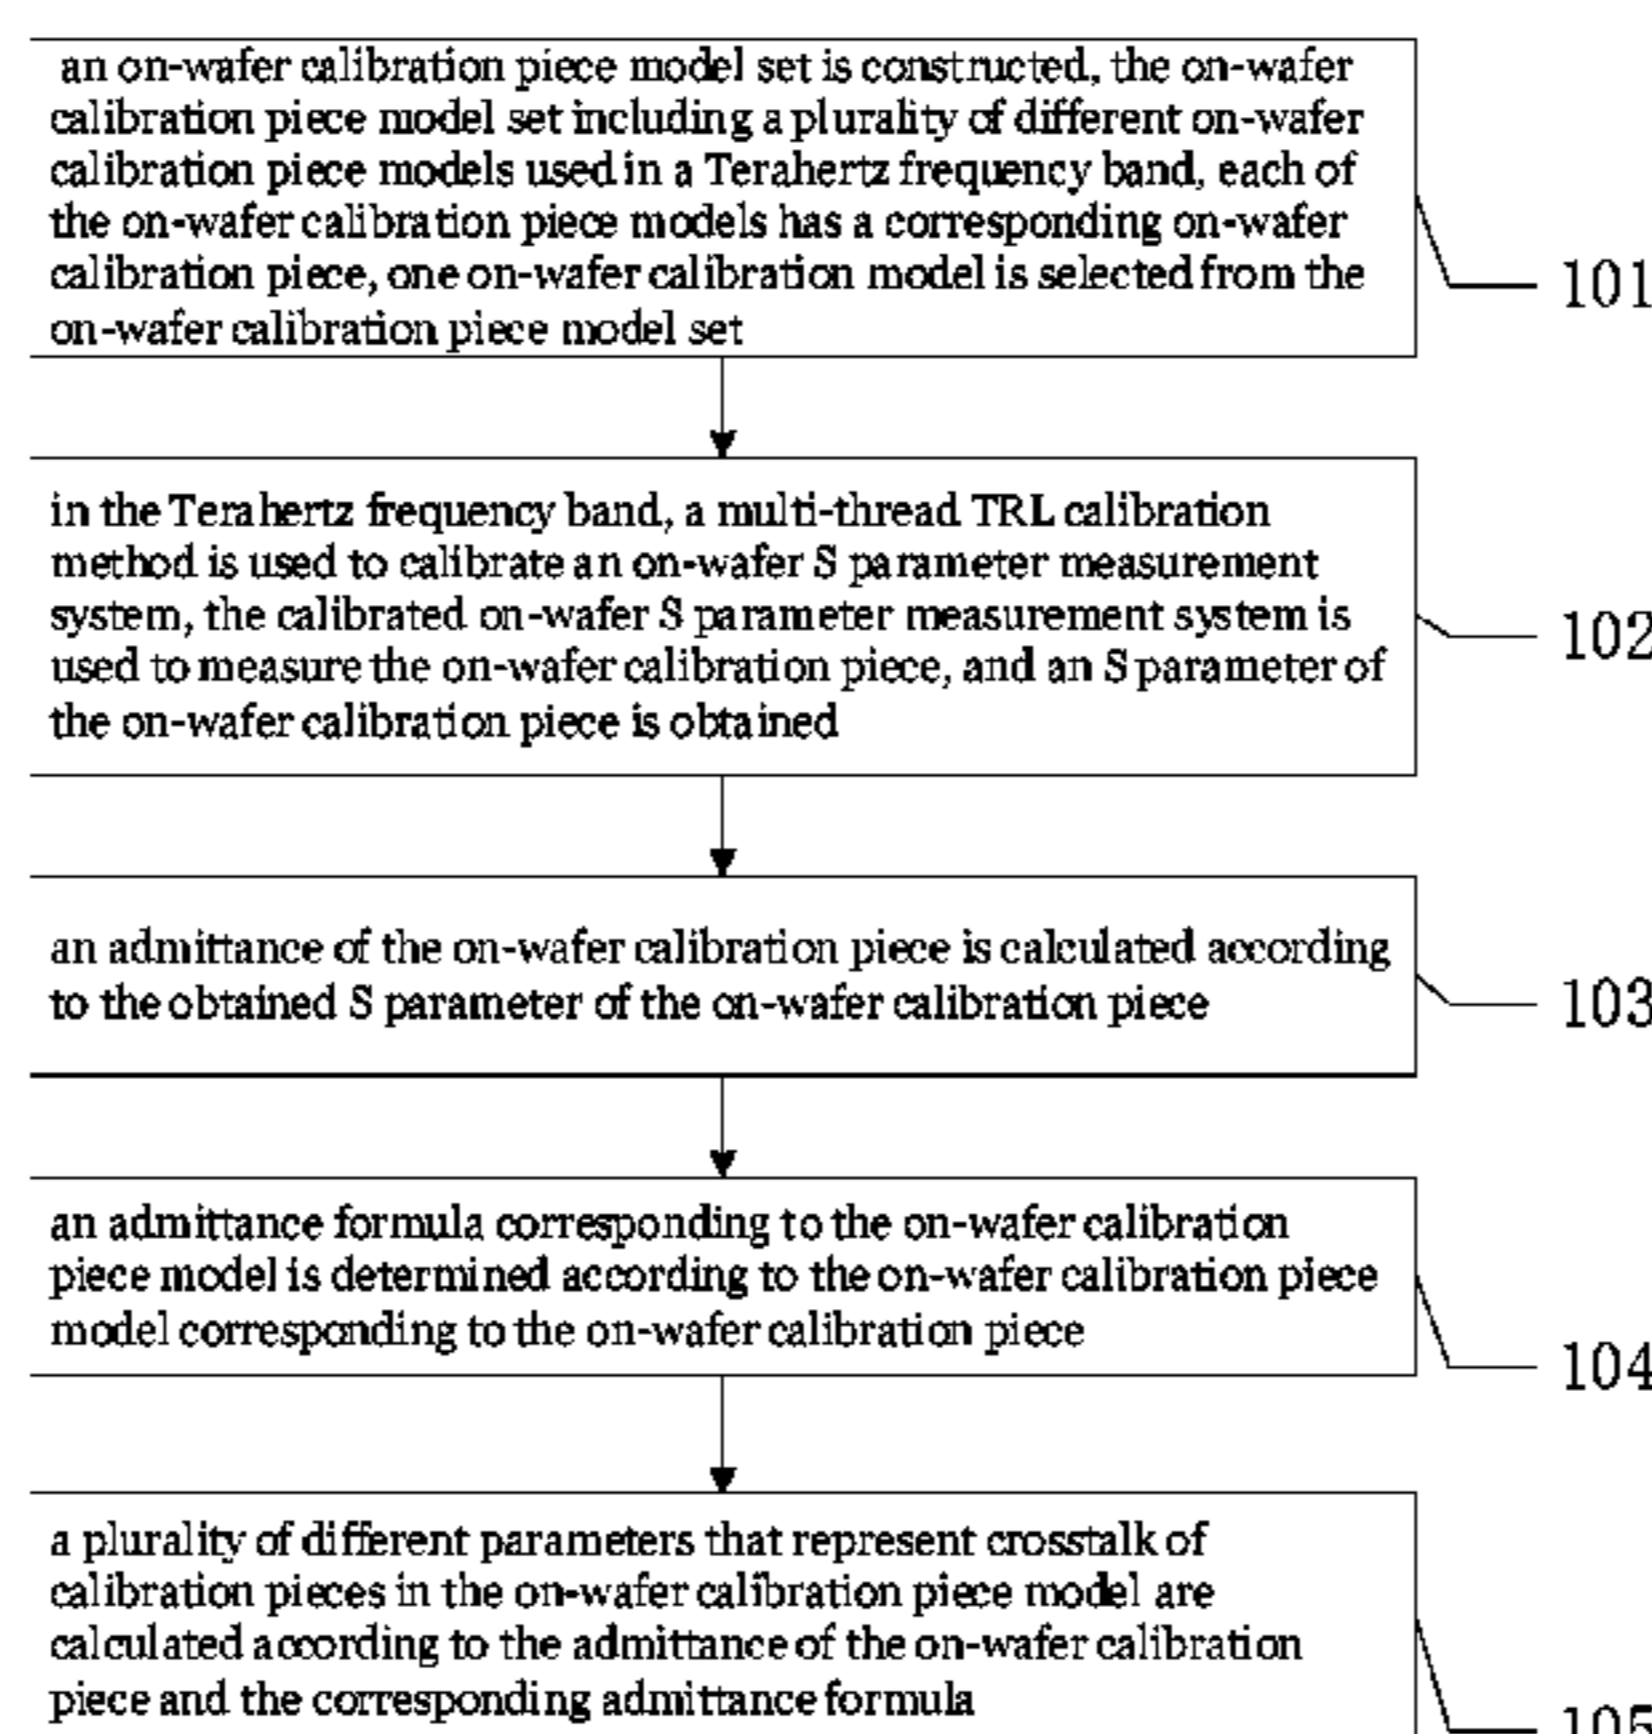 an on-wafer calibration piece model set is constructed, the on-wafer
calibration piece model set including a plurality of different on-wafer
calibration piece models used in a Terahertz frequency band, each of
the on-wafer calibration piece models has a corresponding on-wafer
calibration piece, one on-wafer calibration model is selected from the
on-wafer calibration piece model set
101
in the Terahertz frequency band, a multi-thread TRL calibration
method is used to calibrate an on-wafer S parameter measurement
system, the calibrated on-wafer S parameter measurement system is
used to measure the on-wafer calibration piece, and an S parameter of
the on-wafer calibration piece is obtained
102
an admittance of the on-wafer calibration piece is calculated according
to the obtained S parameter of the on-wafer calibration piece
103
an admittance formula corresponding to the on-wafer calibration
piece model is determined according to the on-wafer calibration piece
model corresponding to the on-wafer calibration piece
104
a plurality of different parameters that represent crosstalk of
calibration pieces in the on-wafer calibration piece model are
calculated according to the admittance of the on-wafer calibration
piece and the corresponding admittance formula
105